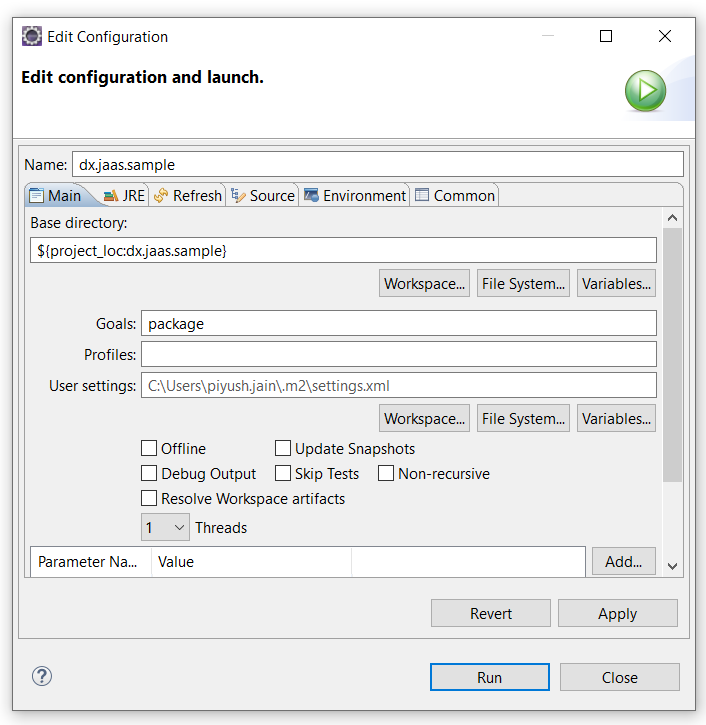 Edit Configuration
Edit configuration and launch.
Name: dx.jaas.sample
Main JRE Refresh Source Environment Common
Base directory:
${project_loc:dx.jaas.sample}
Workspace... File System... Variables...
Goals: package
Profiles:
User settings: C:\Users\piyush.jain\.m2\settings.xml
Workspace... File System... Variables...
Offline Update Snapshots
Debug Output Skip Tests Non-recursive
Resolve Workspace artifacts
1 Threads
Parameter Na... Value Add...
Revert Apply
? Run Close